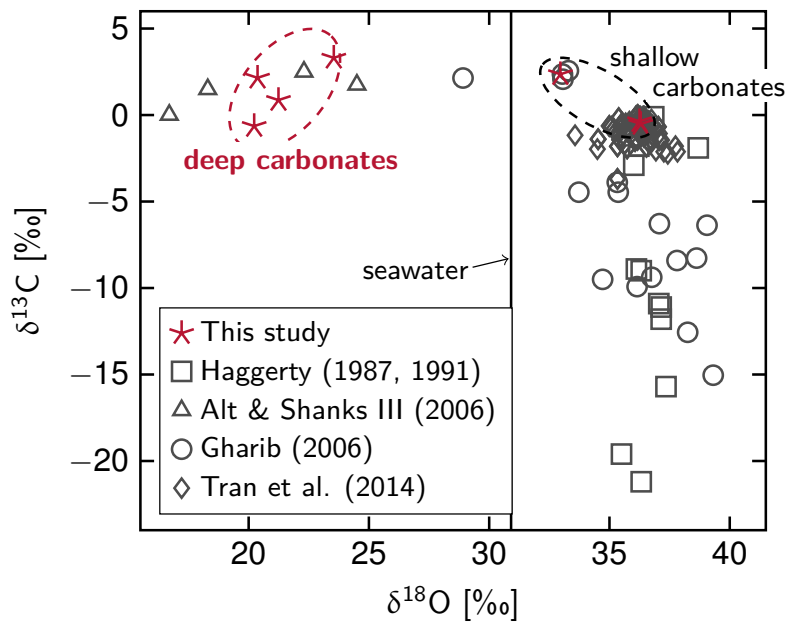 5
0
−5
−10
−15
−20
δ¹³C [‰]
shallow
carbonates
deep carbonates
seawater
This study
Haggerty (1987, 1991)
Alt & Shanks III (2006)
Gharib (2006)
Tran et al. (2014)
20
25
30
35
40
δ¹⁸O [‰]